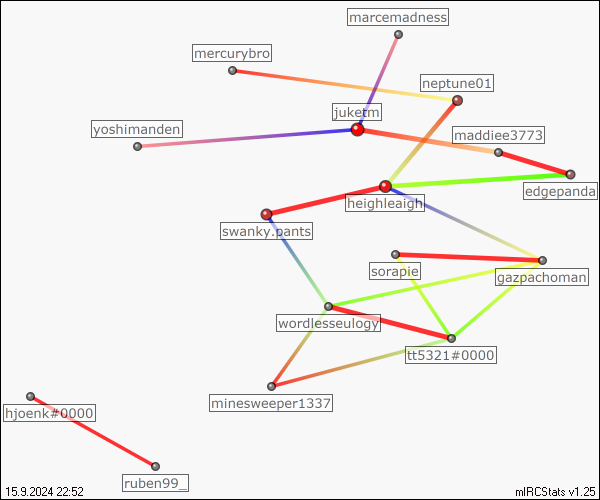 marcemadness
mercurybro
neptune01
juketm
yoshimanden
maddiee3773
edgepanda
heighleaigh
swanky.pants
sorapie
gazpachoman
wordlesseulogy
tt5321#0000
minesweeper1337
hjoenk#0000
ruben99_
15.9.2024 22:52
mIRCStats v1.25